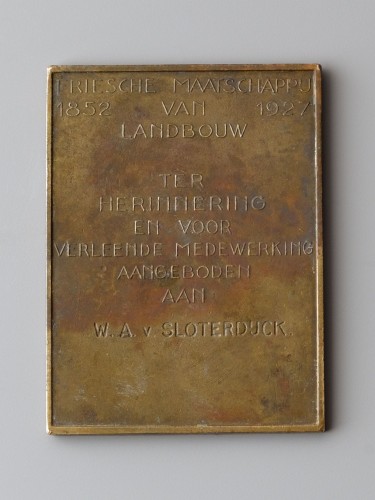 FRIESCHE MAATSCHAPPIJ
1852 VAN 1927
LANDBOUW
TER
HERINNERING
EN VOOR
VERLEENDE MEDEWERKING
AANGEBODEN
AAN
W. A. v SLOTERDIJCK.